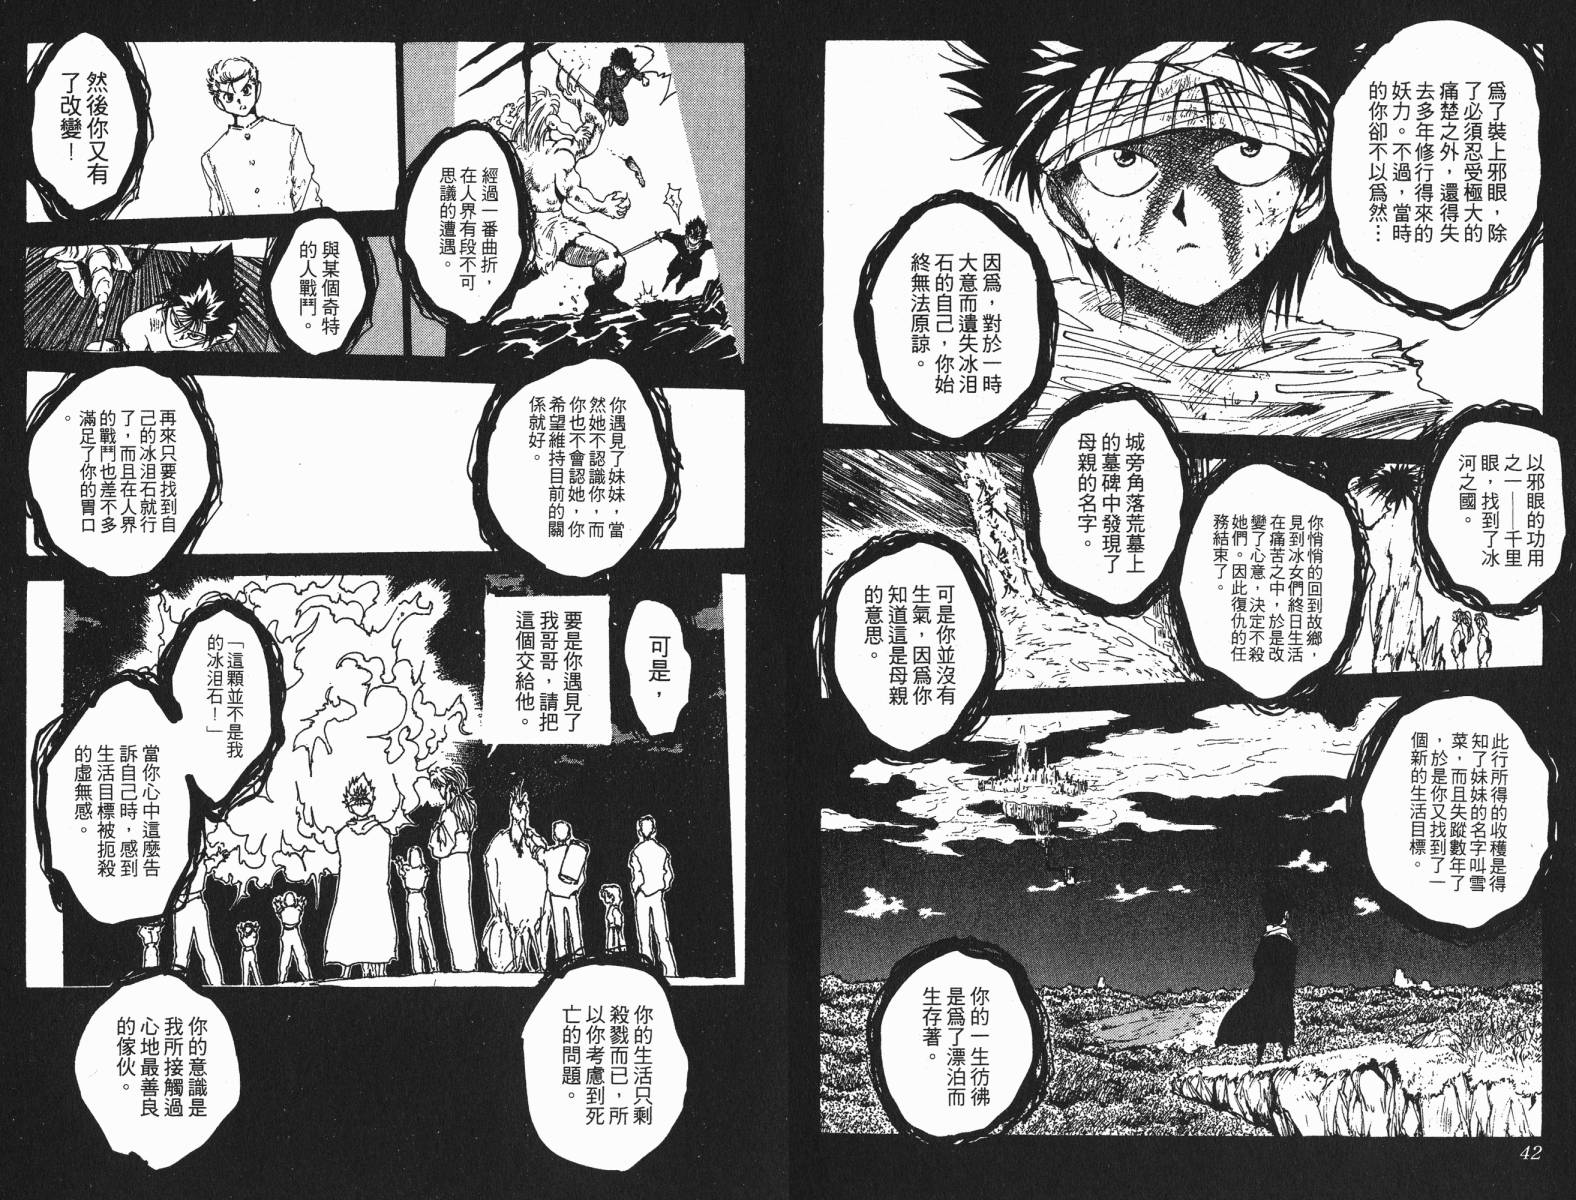 爲了裝上邪眼，除
了必須忍受極大的
痛楚之外，還得失
去多年修行得來的
妖力。不過，當時
的你卻不以爲然…
因爲，對於一時
大意而遺失冰泪
石的自己，你始
終無法原諒。
以邪眼的功用
之一——千里
眼，找到了冰
河之國。
你悄悄的回到故鄉，
見到冰女們終日生活
在痛苦之中，於是改
變了心意，決定不殺
她們。因此復仇的任
務結束了。
城旁角落荒墓上
的墓碑中發現了
母親的名字。
可是你並沒有
生氣，因爲你
知道這是母親
的意思。
此行所得的收穫是得
知了妹妹的名字叫雪
菜，而且失蹤數年了
，於是你又找到了一
個新的生活目標。
你的一生彷彿
是爲了漂泊而
生存著。
42
經過一番曲折，
在人界有段不可
思議的遭遇。
然後你又有
了改變！
與某個奇特
的人戰鬥。
你遇見了妹妹，當
然她不認識你，而
你也不會認她，你
希望維持目前的關
係就好。
再來只要找到自
己的冰泪石就行
了，而且在人界
的戰鬥也差不多
滿足了你的胃口
。
可是，
要是你遇見了
我哥哥，請把
這個交給他。
「這顆並不是我
的冰泪石！」
當你心中這麼告
訴自己時，感到
生活目標被扼殺
的虛無感。
你的生活只剩
殺戮而已，所
以你考慮到死
亡的問題。
你的意識是
我所接觸過
心地最善良
的傢伙。